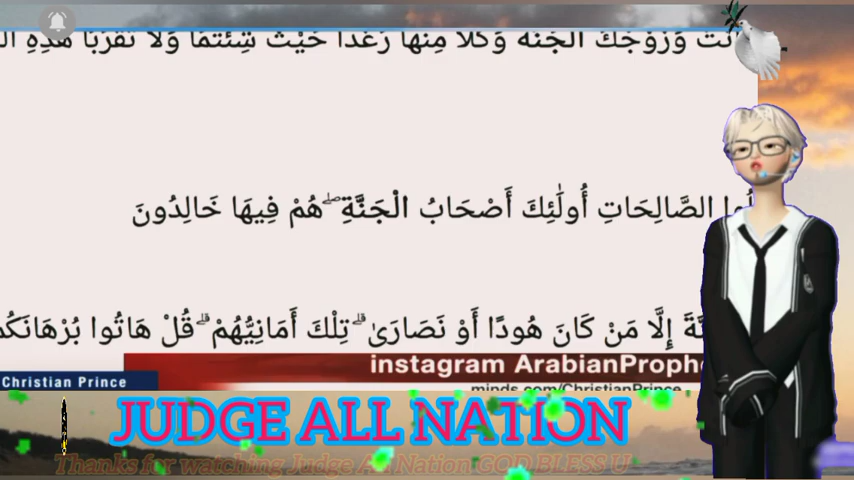 وَزَوْجُكَ الْجَنَّةَ وَكُلَا مِنْهَا رَغَدًا حَيْثُ شِئْتُمَا وَلَا تَقْرَبَا هَٰذِهِ
الصَّالِحَاتِ أُولَٰئِكَ أَصْحَابُ الْجَنَّةِ ۖ هُمْ فِيهَا خَالِدُونَ
إِلَّا مَنْ كَانَ هُودًا أَوْ نَصَارَىٰ ۗ تِلْكَ أَمَانِيُّهُمْ ۗ قُلْ هَاتُوا بُرْهَانَكُمْ
instagram ArabianProphe
Christian Prince
minds.com/ChristianPrince
JUDGE ALL NATION
Thanks for watching Judge All Nation GOD BLESS U